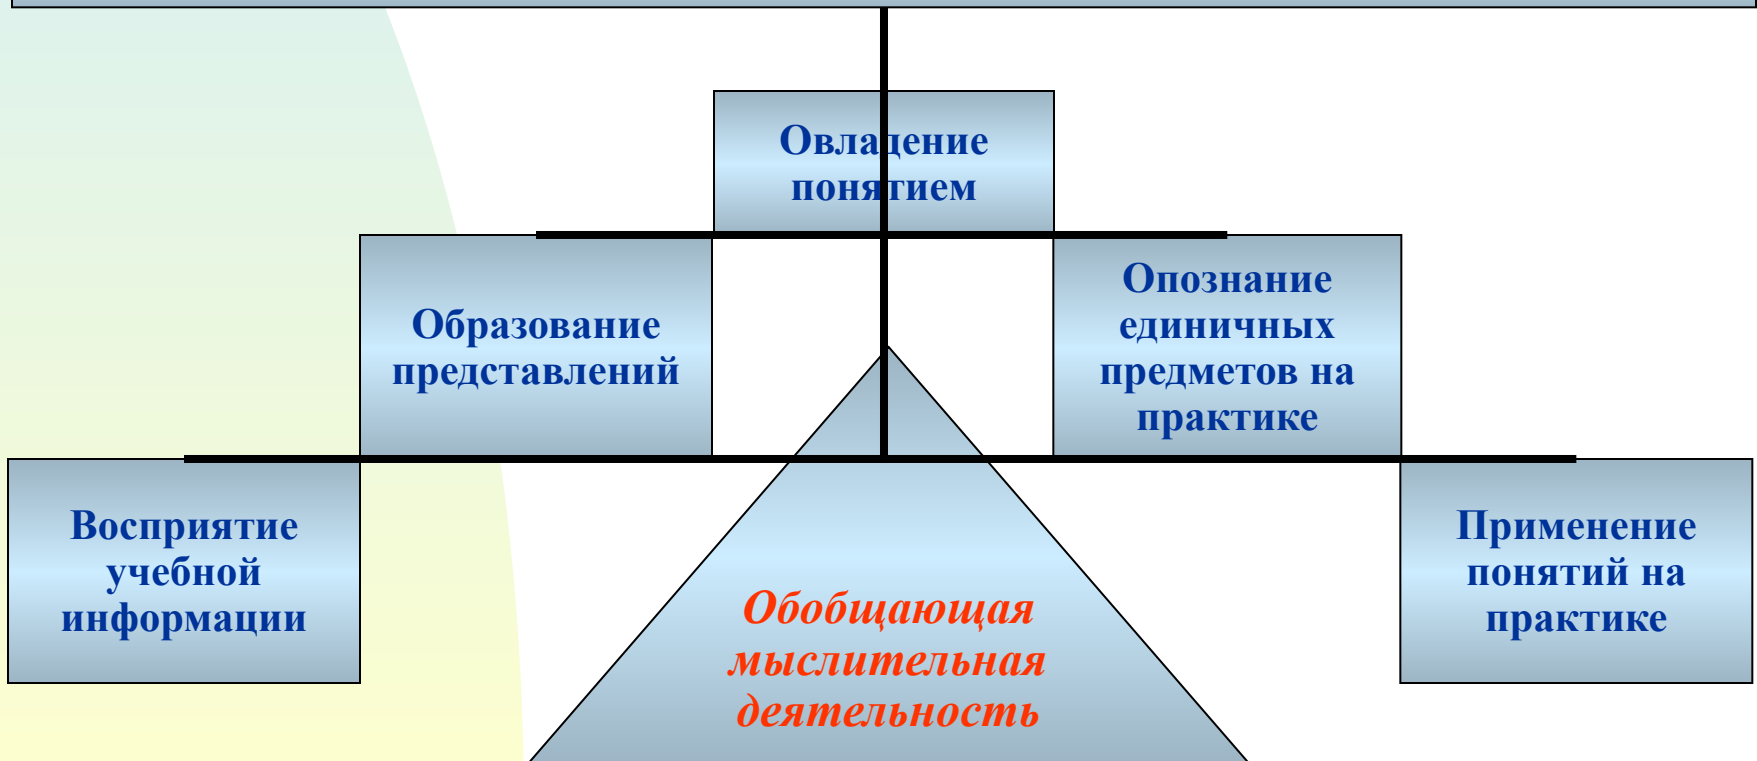 Овладение
понятием
Образование
представлений
Опознание
единичных
предметов на
практике
Восприятие
учебной
информации
Применение
понятий на
практике
Обобщающая
мыслительная
деятельность